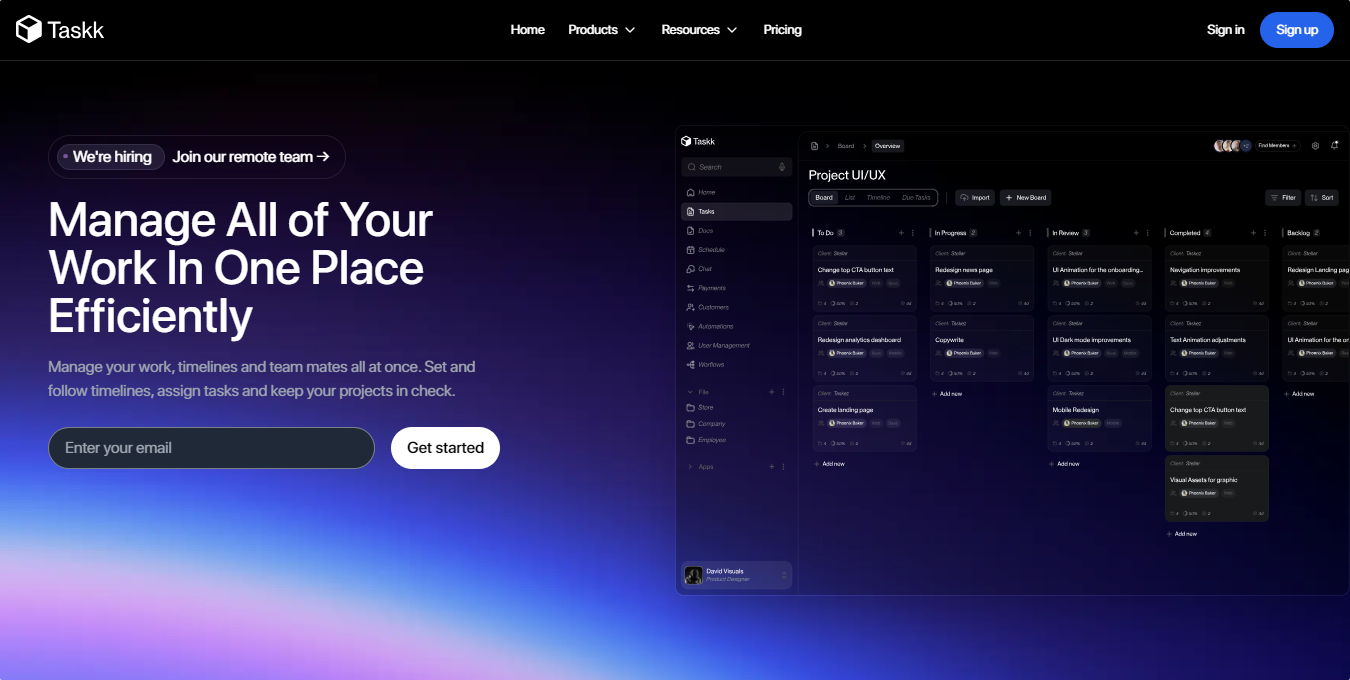 Taskk
Home Products Resources Pricing
Sign in Sign up
We're hiring Join our remote team →
Manage All of Your
Work In One Place
Efficiently
Manage your work, timelines and team mates all at once. Set and
follow timelines, assign tasks and keep your projects in check.
Enter your email
Get started
Taskk
Search
Home
Tasks
Docs
Schedule
Chat
Payments
Customers
Automations
User Management
Worflows
File
Store
Company
Employee
Apps
David Visuals
Product Designer
Board > Overview
Find Members
Project UI/UX
Board List Timeline Due Tasks
Import
New Board
Filter
Sort
To Do 3
Client: Stellar
Change top CTA button text
Phoenix Baker
Client: Stellar
Redesign analytics dashboard
Phoenix Baker
Client: Taskez
Create landing page
Phoenix Baker
Add new
In Progress 2
Client: Stellar
Redesign news page
Phoenix Baker
Client: Taskez
Copywrite
Phoenix Baker
Add new
In Review 3
Client: Stellar
UI Animation for the onboarding...
Phoenix Baker
Client: Stellar
UI Dark mode improvements
Phoenix Baker
Client: Taskez
Mobile Redesign
Phoenix Baker
Add new
Completed 4
Client: Taskez
Navigation improvements
Phoenix Baker
Client: Taskez
Text Animation adjustments
Phoenix Baker
Client: Stellar
Change top CTA button text
Phoenix Baker
Client: Stellar
Visual Assets for graphic
Phoenix Baker
Add new
Backlog 2
Client: Stellar
Redesign Landing pag
Phoenix Baker
Client: Stellar
UI Animation for the on
Phoenix Baker
Add new